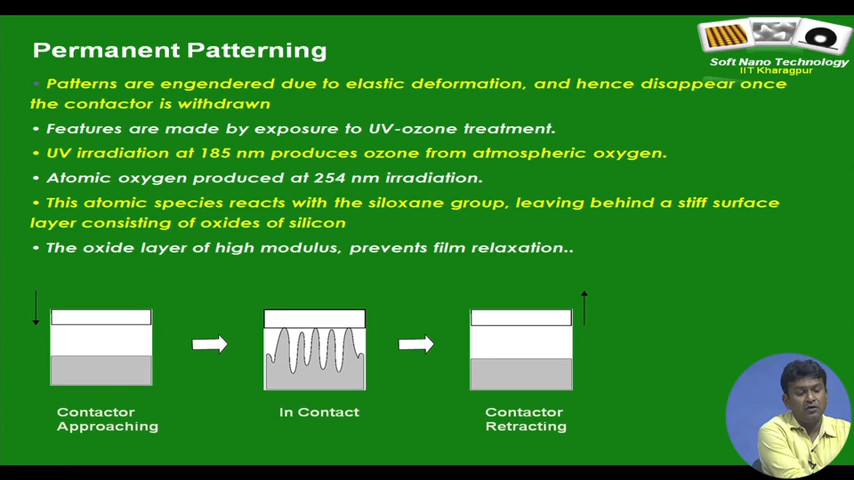 Permanent Patterning
Soft Nano Technology
IIT Kharagpur
• Patterns are engendered due to elastic deformation, and hence disappear once
the contactor is withdrawn
• Features are made by exposure to UV-ozone treatment.
• UV irradiation at 185 nm produces ozone from atmospheric oxygen.
• Atomic oxygen produced at 254 nm irradiation.
• This atomic species reacts with the siloxane group, leaving behind a stiff surface
layer consisting of oxides of silicon
• The oxide layer of high modulus, prevents film relaxation..
Contactor
Approaching
In Contact
Contactor
Retracting